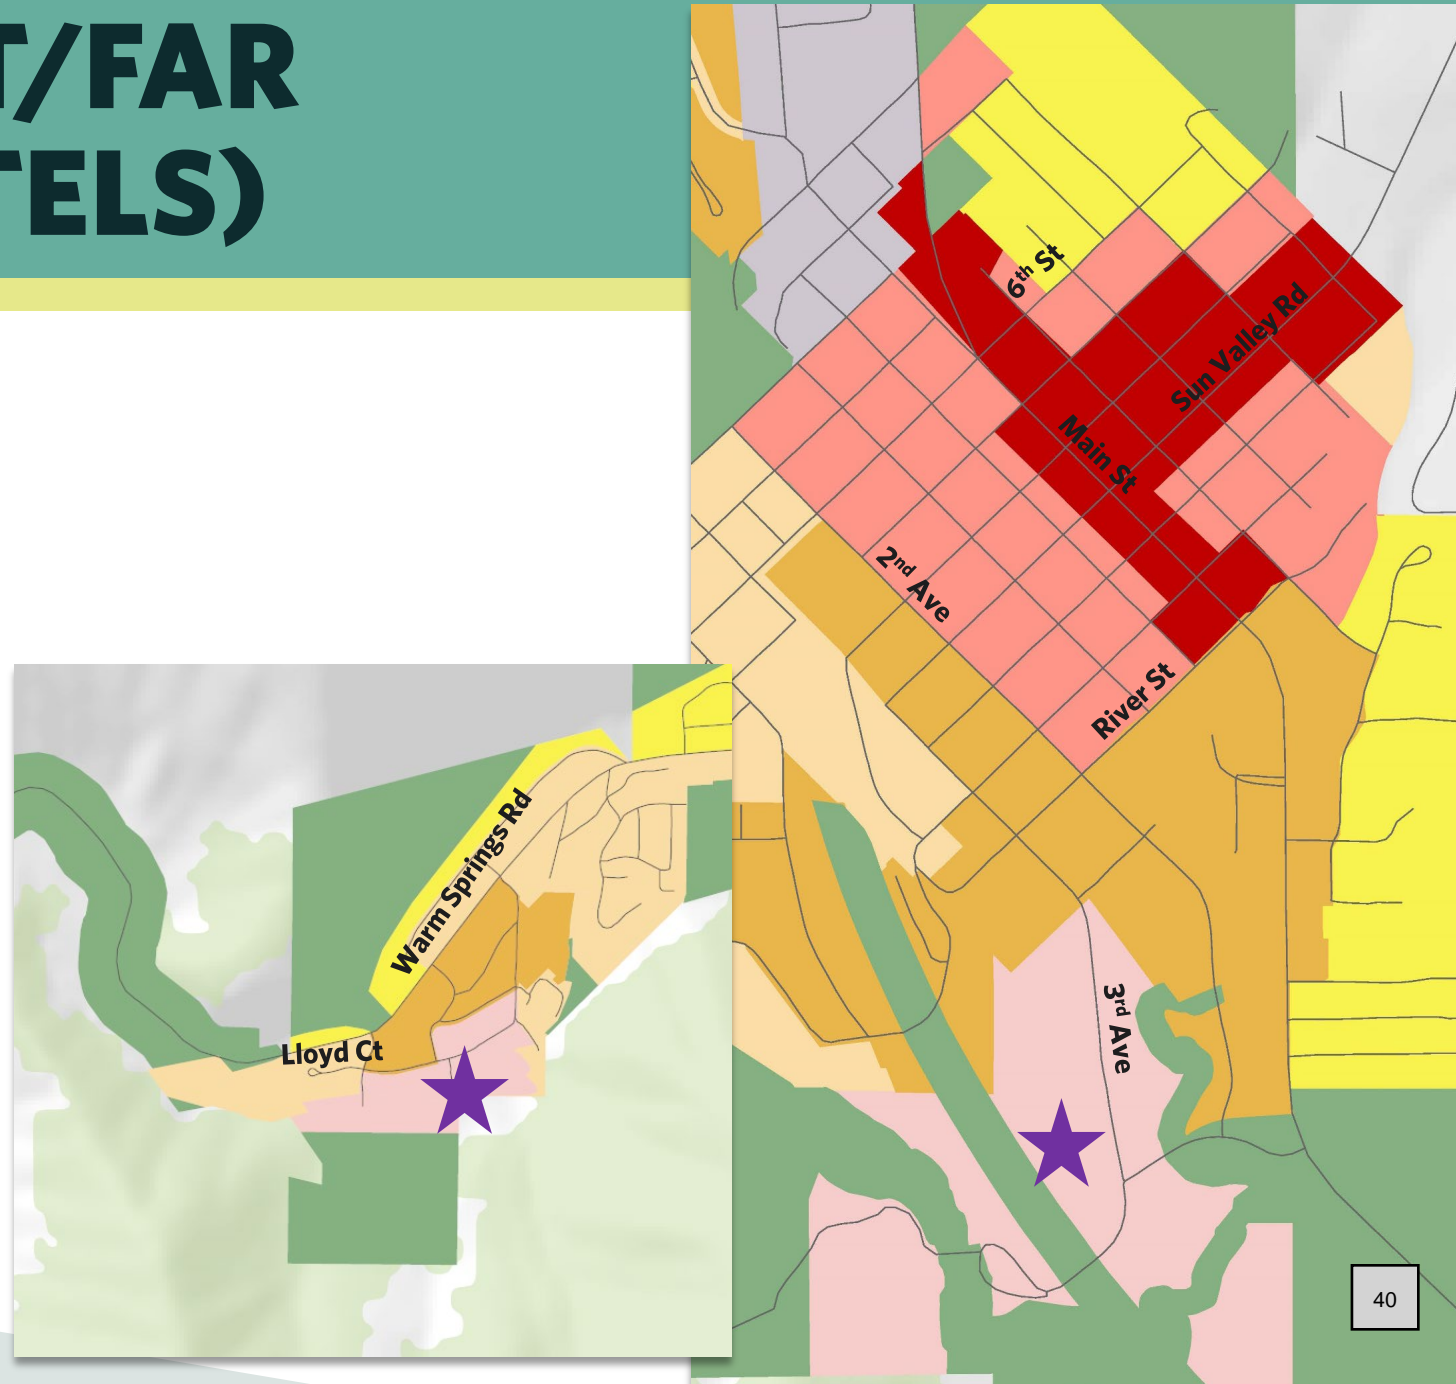 T/FAR
TELS)
6th St
Sun Valley Rd
Main St
2nd Ave
River St
Warm Springs Rd
Lloyd Ct
3rd Ave
40